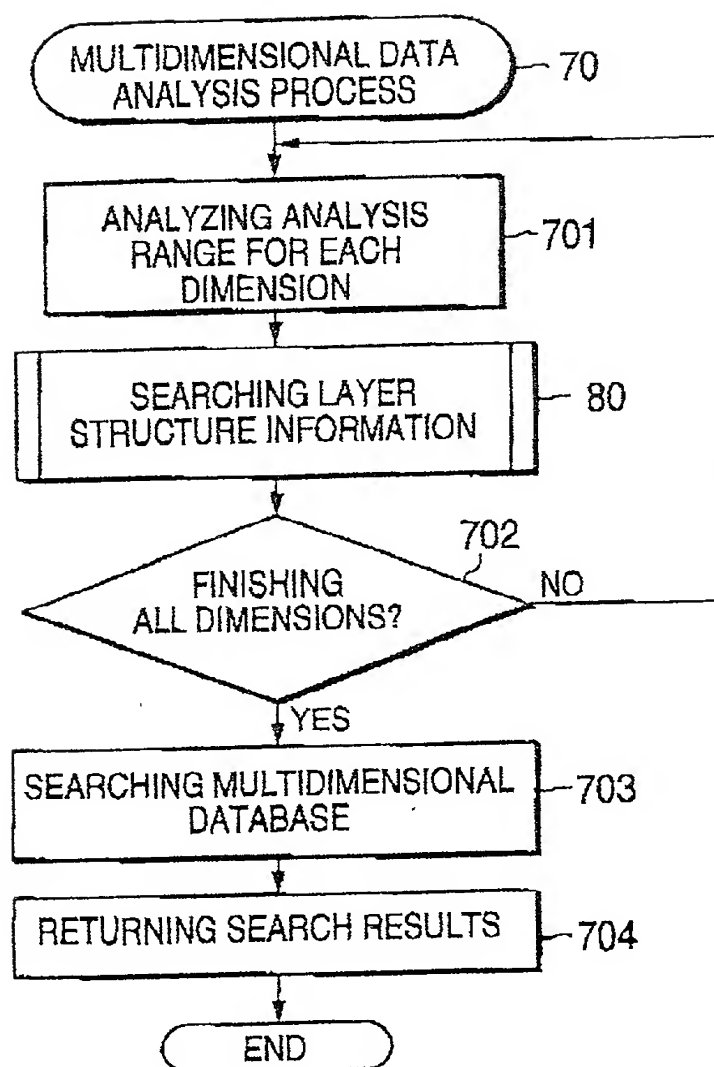 MULTIDIMENSIONAL DATA
ANALYSIS PROCESS
70
ANALYZING ANALYSIS
RANGE FOR EACH
DIMENSION
701
SEARCHING LAYER
STRUCTURE INFORMATION
80
702
FINISHING
ALL DIMENSIONS?
NO
YES
SEARCHING MULTIDIMENSIONAL
DATABASE
703
RETURNING SEARCH RESULTS
704
END